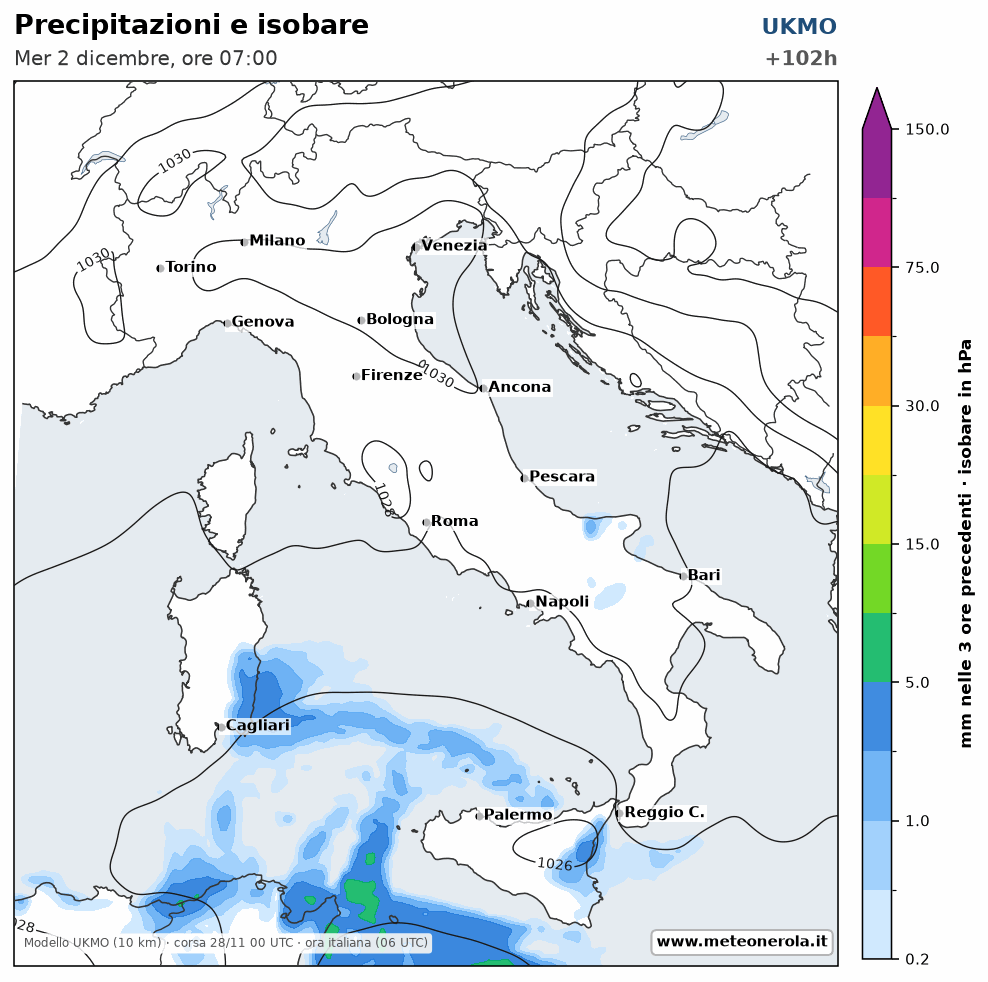 Precipitazioni e isobare
UKMO
Mer 2 dicembre, ore 07:00
+102h
1030
Milano
Venezia
1030
Torino
Genova
Bologna
Firenze
1030
Ancona
Pescara
1028
Roma
Bari
Napoli
Cagliari
Palermo
Reggio C.
1026
028
Modello UKMO (10 km) · corsa 28/11 00 UTC · ora italiana (06 UTC)
www.meteonerola.it
150.0
75.0
30.0
15.0
5.0
1.0
0.2
mm nelle 3 ore precedenti · isobare in hPa